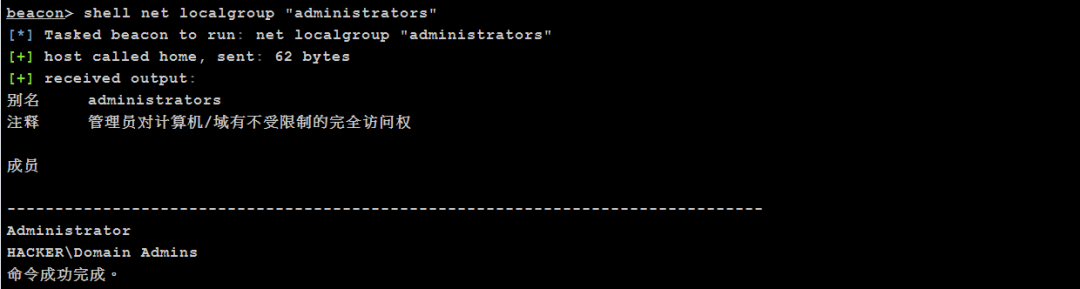 beacon> shell net localgroup "administrators"
[*] Tasked beacon to run: net localgroup "administrators"
[+] host called home, sent: 62 bytes
[+] received output:
别名     administrators
注释     管理员对计算机/域有不受限制的完全访问权
成员
-------------------------------------------------------------------------------
Administrator
HACKER\Domain Admins
命令成功完成。